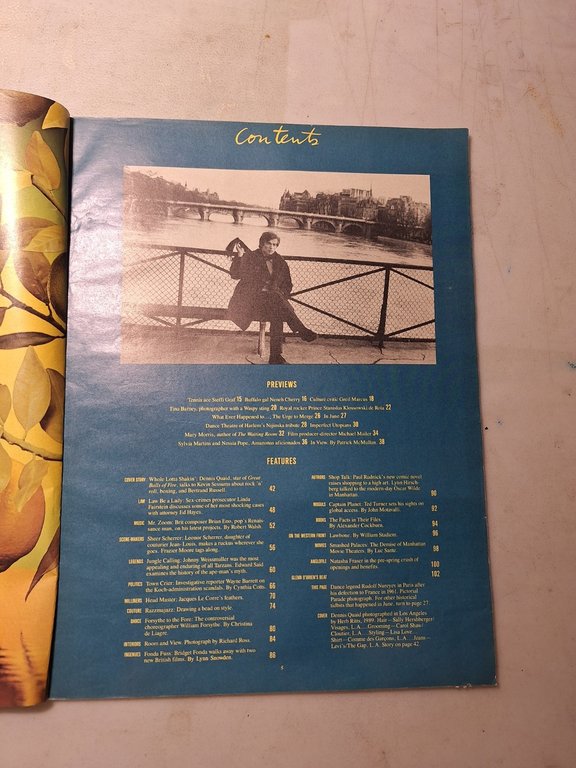 Contents
PREVIEWS
Tennis ace Steffi Graf 15 Buffalo gal Neneh Cherry 16 Culture critic Greil Marcus 18
Tina Barney, photographer with a Waspy sting 20 Royal rocker Prince Stanislas Klossowski de Rola 22
What Ever Happened to..., The Urge to Merge 26 In June 27
Dance Theatre of Harlem's Nijinska tribute 28 Imperfect Utopians 30
Mary Morris, author of The Waiting Room 32 Film producer-director Michael Mailer 34
Sylvia Martins and Renata Pope, Amazonas aficionados 36 In View. By Patrick McMullan 38
FEATURES
COVER STORY Whole Lotta Shakin': Dennis Quaid, star of Great
Balls of Fire, talks to Kevin Sessums about rock 'n'
roll, boxing, and Bertrand Russell. 42
LAW Law Be a Lady: Sex-crimes prosecutor Linda
Fairstein discusses some of her most shocking cases
with attorney Ed Hayes. 48
MUSIC Mr. Zoom: Brit composer Brian Eno, pop's Renais-
sance man, on his latest projects. By Robert Walsh. 52
SCENE-MAKERS Sheer Scherrer: Leonor Scherrer, daughter of
couturier Jean-Louis, makes a ruckus wherever she
goes. Frazier Moore tags along. 56
LEGENDS Jungle Calling: Johnny Weissmuller was the most
appealing and enduring of all Tarzans. Edward Said
examines the history of the ape-man's myth. 60
POLITICS Town Crier: Investigative reporter Wayne Barrett on
the Koch-administration scandals. By Cynthia Cotts. 66
MILLINERS Head Master: Jacques Le Corre's feathers. 70
COUTURE Razzmajazz: Drawing a bead on style. 74
DANCE Forsythe to the Fore: The controversial
choreographer William Forsythe. By Christina
de Liagre. 80
INTERIORS Room and View. Photograph by Richard Ross. 84
INGENUES Fonda Fuss: Bridget Fonda walks away with two
new British films. By Lynn Snowden. 86
AUTHORS Shop Talk: Paul Rudnick's new comic novel
raises shopping to a high art. Lynn Hirsch-
berg talked to the modern-day Oscar Wilde
in Manhattan. 90
MOGULS Captain Planet: Ted Turner sets his sights on
global access. By John Motavalli. 92
BOOKS The Facts in Their Files.
By Alexander Cockburn. 94
ON THE WESTERN FRONT Lawbone. By William Stadiem. 96
MOVIES Smashed Palaces: The Demise of Manhattan
Movie Theaters. By Luc Sante. 98
ANGLOFILE Natasha Fraser in the pre-spring crush of
openings and benefits. 100
GLENN O'BRIEN'S BEAT 102
THIS PAGE Dance legend Rudolf Nureyev in Paris after
his defection to France in 1961. Pictorial
Parade photograph. For other historical
tidbits that happened in June, turn to page 27.
COVER Dennis Quaid photographed in Los Angeles
by Herb Ritts, 1989. Hair—Sally Hershberger
Visages, L.A. Grooming—Carol Shaw/
Cloutier, L.A. Styling—Lisa Love.
Shirt—Comme des Garçons, L.A. Jeans—
Levi's/The Gap. L.A. Story on page 42.
5